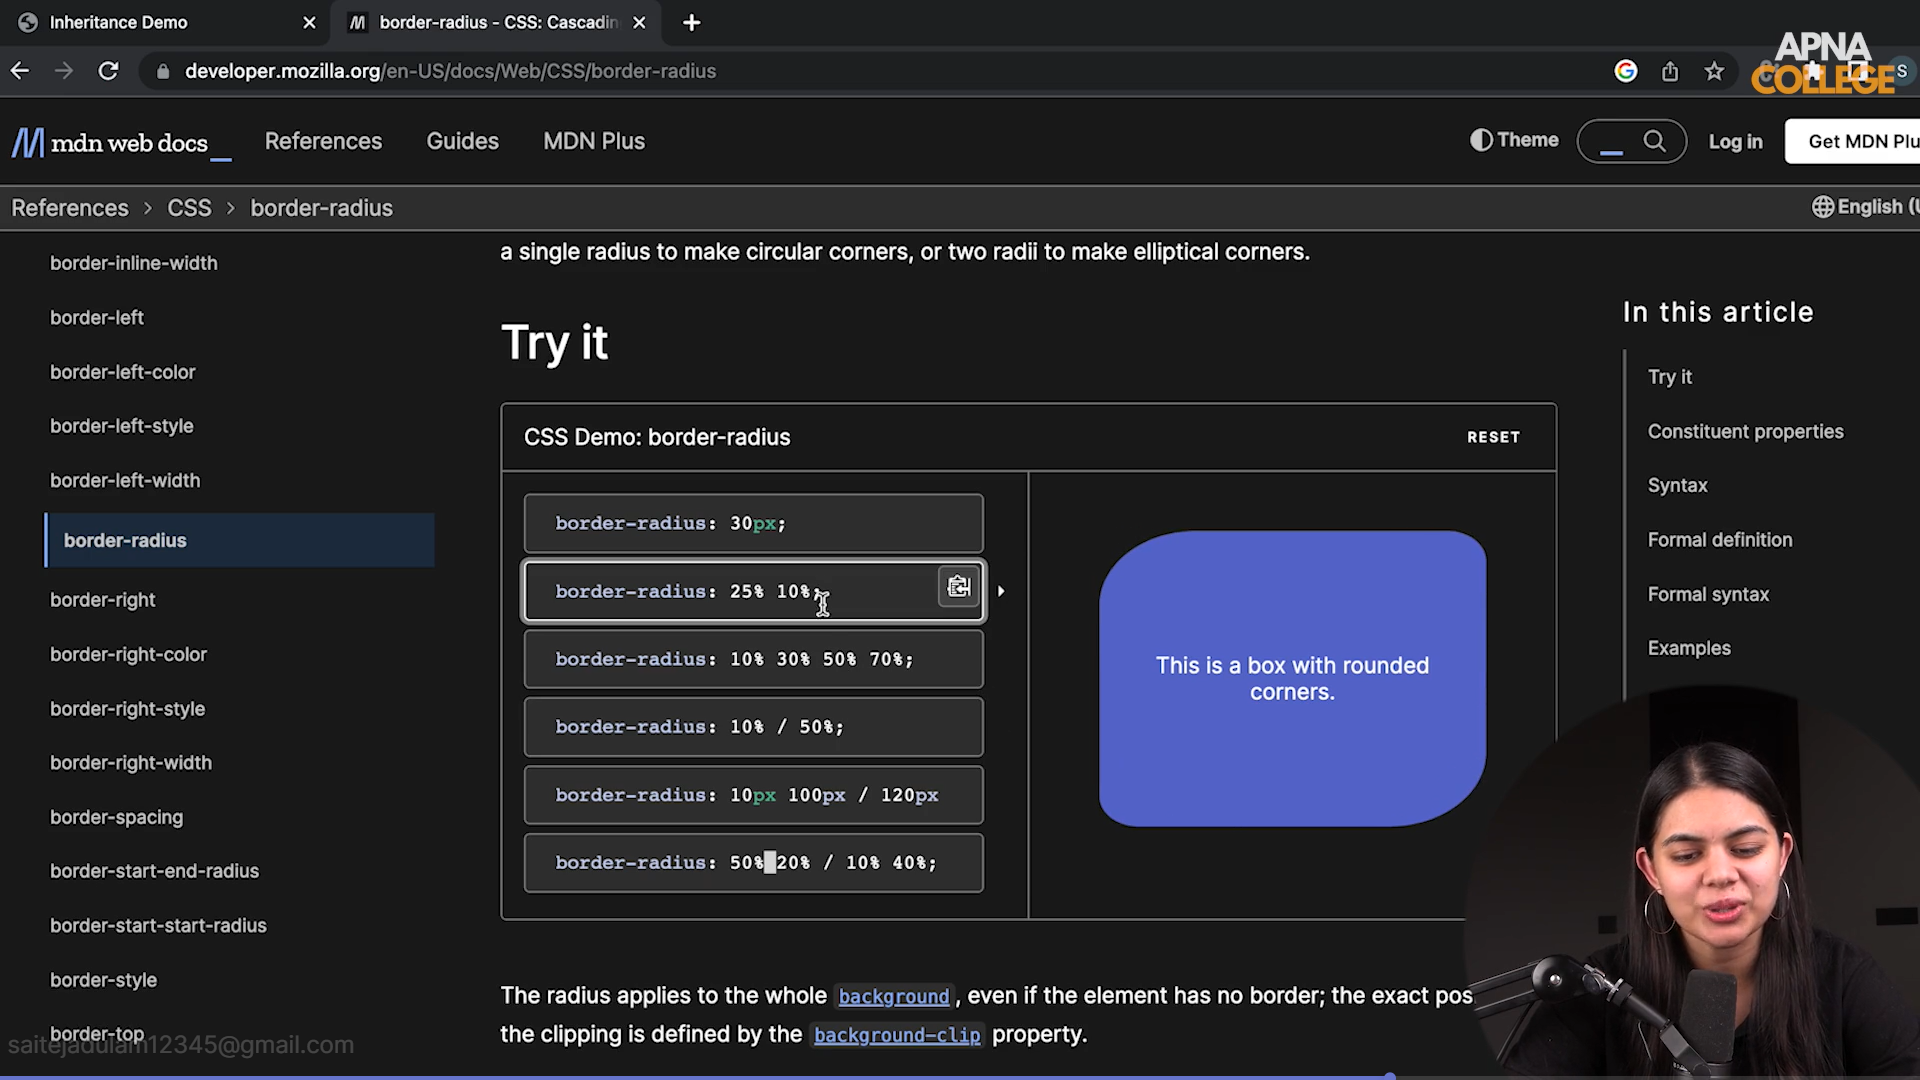 Inheritance Demo
border-radius - CSS: Cascadin
APNA
COLLEGE
developer.mozilla.org/en-US/docs/Web/CSS/border-radius
S
mdn web docs_
References
Guides
MDN Plus
Theme
Log in
Get MDN Plu
References > CSS > border-radius
English (U
border-inline-width
border-left
border-left-color
border-left-style
border-left-width
border-radius
border-right
border-right-color
border-right-style
border-right-width
border-spacing
border-start-end-radius
border-start-start-radius
border-style
border-top
saitejadulam12345@gmail.com
a single radius to make circular corners, or two radii to make elliptical corners.
Try it
CSS Demo: border-radius
RESET
border-radius: 30px;
border-radius: 25% 10%;
border-radius: 10% 30% 50% 70%;
border-radius: 10% / 50%;
border-radius: 10px 100px / 120px
border-radius: 50% 20% / 10% 40%;
This is a box with rounded
corners.
The radius applies to the whole background, even if the element has no border; the exact pos
the clipping is defined by the background-clip property.
In this article
Try it
Constituent properties
Syntax
Formal definition
Formal syntax
Examples